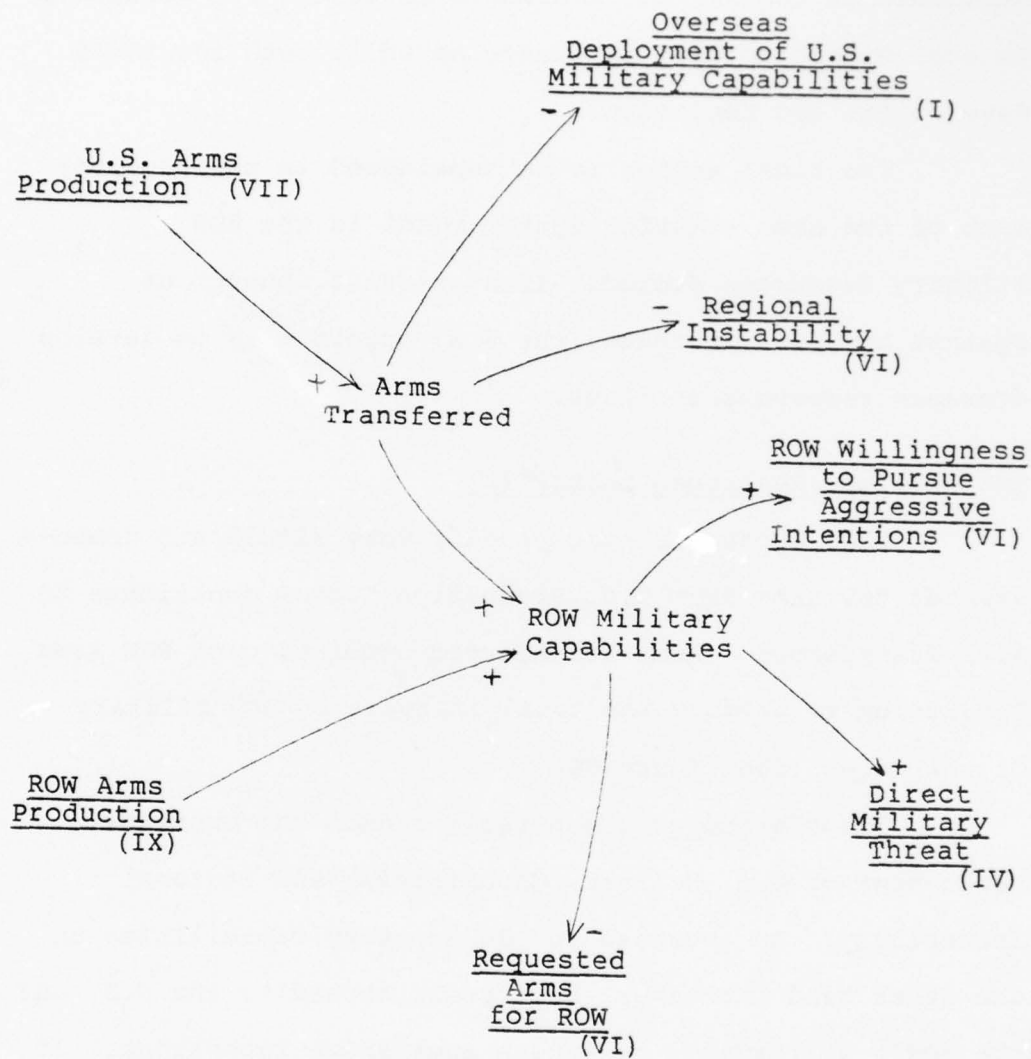 Overseas
Deployment of U.S.
Military Capabilities
(I)
-
U.S. Arms
Production (VII)
- Regional
Instability
(VI)
+ Arms
Transferred
ROW Willingness
to Pursue
+ Aggressive
Intentions (VI)
+ ROW Military
Capabilities
+
ROW Arms
Production
(IX)
+
Direct
Military
Threat
(IV)
-
Requested
Arms
for ROW
(VI)